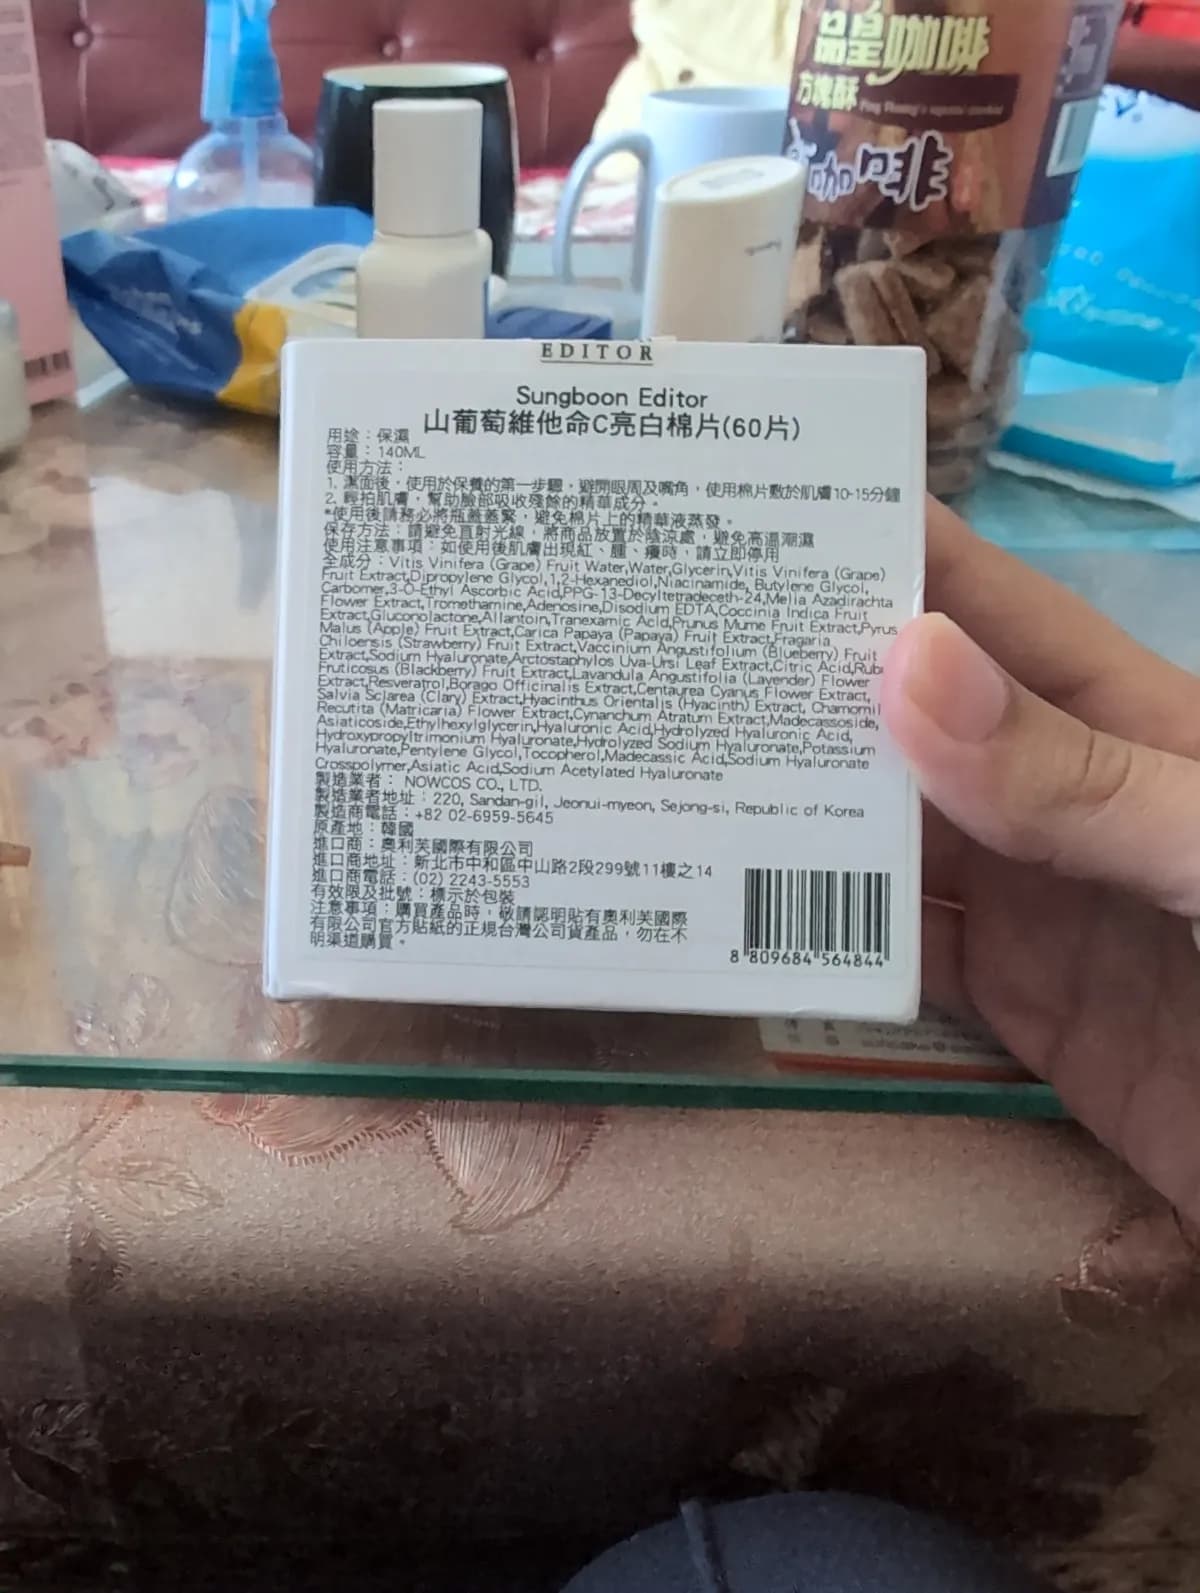 品皇咖啡
方塊酥
咖啡
EDITOR
Sungboon Editor
山葡萄維他命C亮白棉片(60片)
用途：保濕
容量：140ML
使用方法：
1. 潔面後，使用於保養的第一步驟，避開眼周及嘴角，使用棉片敷於肌膚10-15分鐘
2. 輕拍肌膚，幫助臉部吸收殘餘的精華成分。
*使用後請務必將瓶蓋蓋緊，避免棉片上的精華液蒸發。
保存方法：請避免直射光線，將商品放置於陰涼處，避免高溫潮濕
使用注意事項：如使用後肌膚出現紅、腫、癢時，請立即停用
全成分：Vitis Vinifera (Grape) Fruit Water,Water,Glycerin,Vitis Vinifera (Grape)
Fruit Extract,Dipropylene Glycol,1,2-Hexanediol,Niacinamide, Butylene Glycol,
Carbomer,3-O-Ethyl Ascorbic Acid,PPG-13-Decyltetradeceth-24,Melia Azadirachta
Flower Extract,Tromethamine,Adenosine,Disodium EDTA,Coccinia Indica Fruit
Extract,Gluconolactone,Allantoin,Tranexamic Acid,Prunus Mume Fruit Extract,Pyrus
Malus (Apple) Fruit Extract,Carica Papaya (Papaya) Fruit Extract,Fragaria
Chiloensis (Strawberry) Fruit Extract,Vaccinium Angustifolium (Blueberry) Fruit
Extract,Sodium Hyaluronate,Arctostaphylos Uva-Ursi Leaf Extract,Citric Acid,Rub
Fruticosus (Blackberry) Fruit Extract,Lavandula Angustifolia (Lavender) Flower
Extract,Resveratrol,Borago Officinalis Extract,Centaurea Cyanus Flower Extract,
Salvia Sclarea (Clary) Extract,Hyacinthus Orientalis (Hyacinth) Extract, Chamomil
Recutita (Matricaria) Flower Extract,Cynanchum Atratum Extract,Madecassoside,
Asiaticoside,Ethylhexylglycerin,Hyaluronic Acid,Hydrolyzed Hyaluronic Acid,
Hydroxypropyltrimonium Hyaluronate,Hydrolyzed Sodium Hyaluronate,Potassium
Hyaluronate,Pentylene Glycol,Tocopherol,Madecassic Acid,Sodium Hyaluronate
Crosspolymer,Asiatic Acid,Sodium Acetylated Hyaluronate
製造業者： NOWCOS CO., LTD.
製造業者地址：220, Sandan-gil, Jeonui-myeon, Sejong-si, Republic of Korea
製造商電話：+82 02-6959-5645
原產地：韓國
進口商：奧利芙國際有限公司
進口商地址：新北市中和區中山路2段299號11樓之14
進口商電話：(02) 2243-5553
有效限及批號：標示於包裝
注意事項：購買產品時，敬請認明貼有奧利芙國際
有限公司官方貼紙的正規台灣公司貨產品，勿在不
明渠道購買。
8 809684 564844